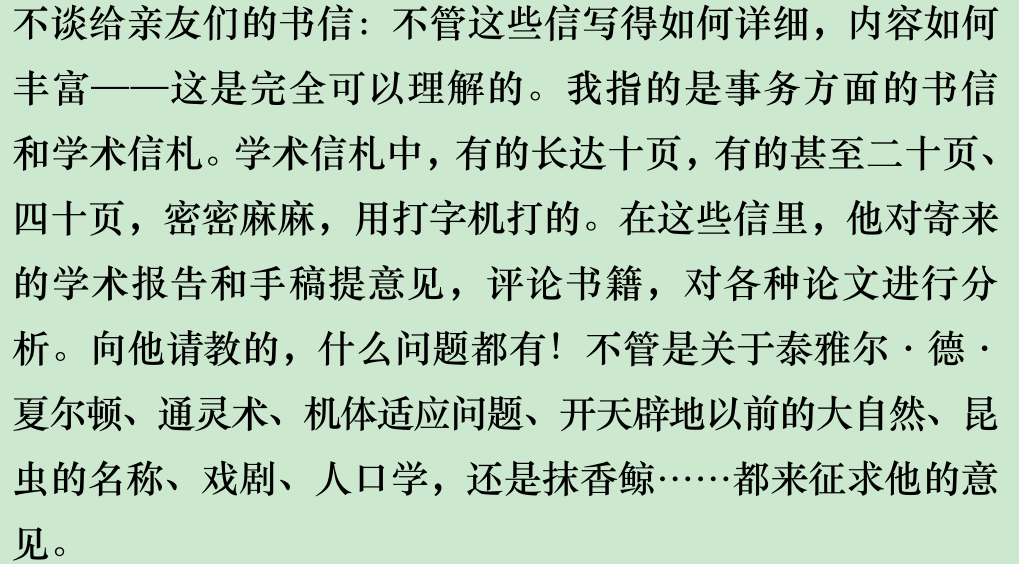 不谈给亲友们的书信：不管这些信写得如何详细，内容如何
丰富——这是完全可以理解的。我指的是事务方面的书信
和学术信札。学术信札中，有的长达十页，有的甚至二十页、
四十页，密密麻麻，用打字机打的。在这些信里，他对寄来
的学术报告和手稿提意见，评论书籍，对各种论文进行分
析。向他请教的，什么问题都有！不管是关于泰雅尔·德·
夏尔顿、通灵术、机体适应问题、开天辟地以前的大自然、昆
虫的名称、戏剧、人口学，还是抹香鲸……都来征求他的意
见。